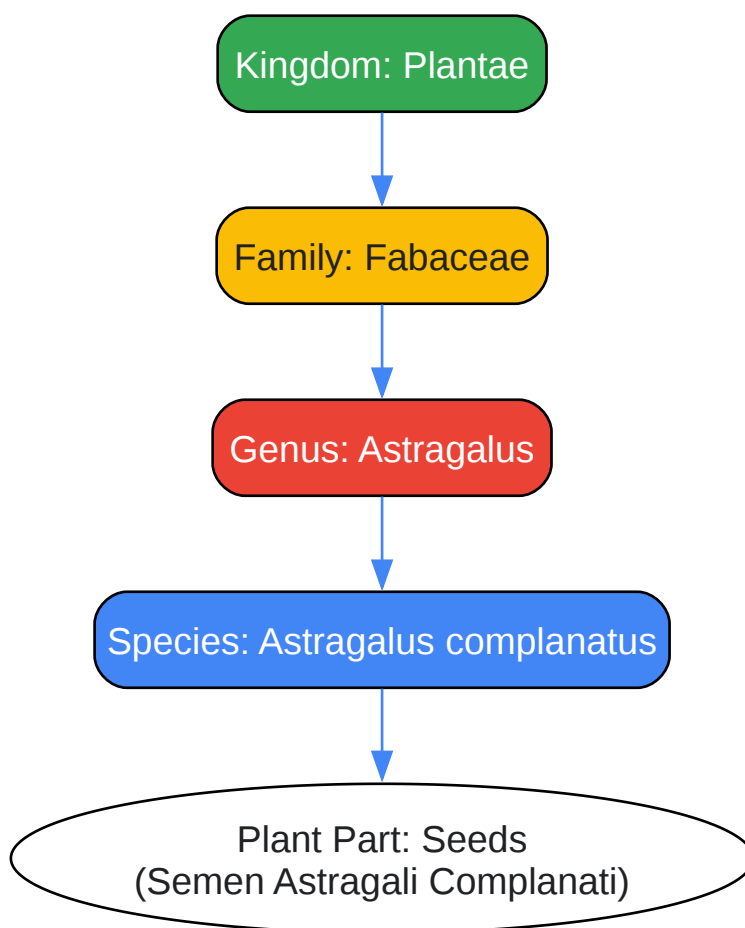 Kingdom: Plantae
Family: Fabaceae
Genus: Astragalus
Species: Astragalus complanatus
Plant Part: Seeds
(Semen Astragali Complanati)